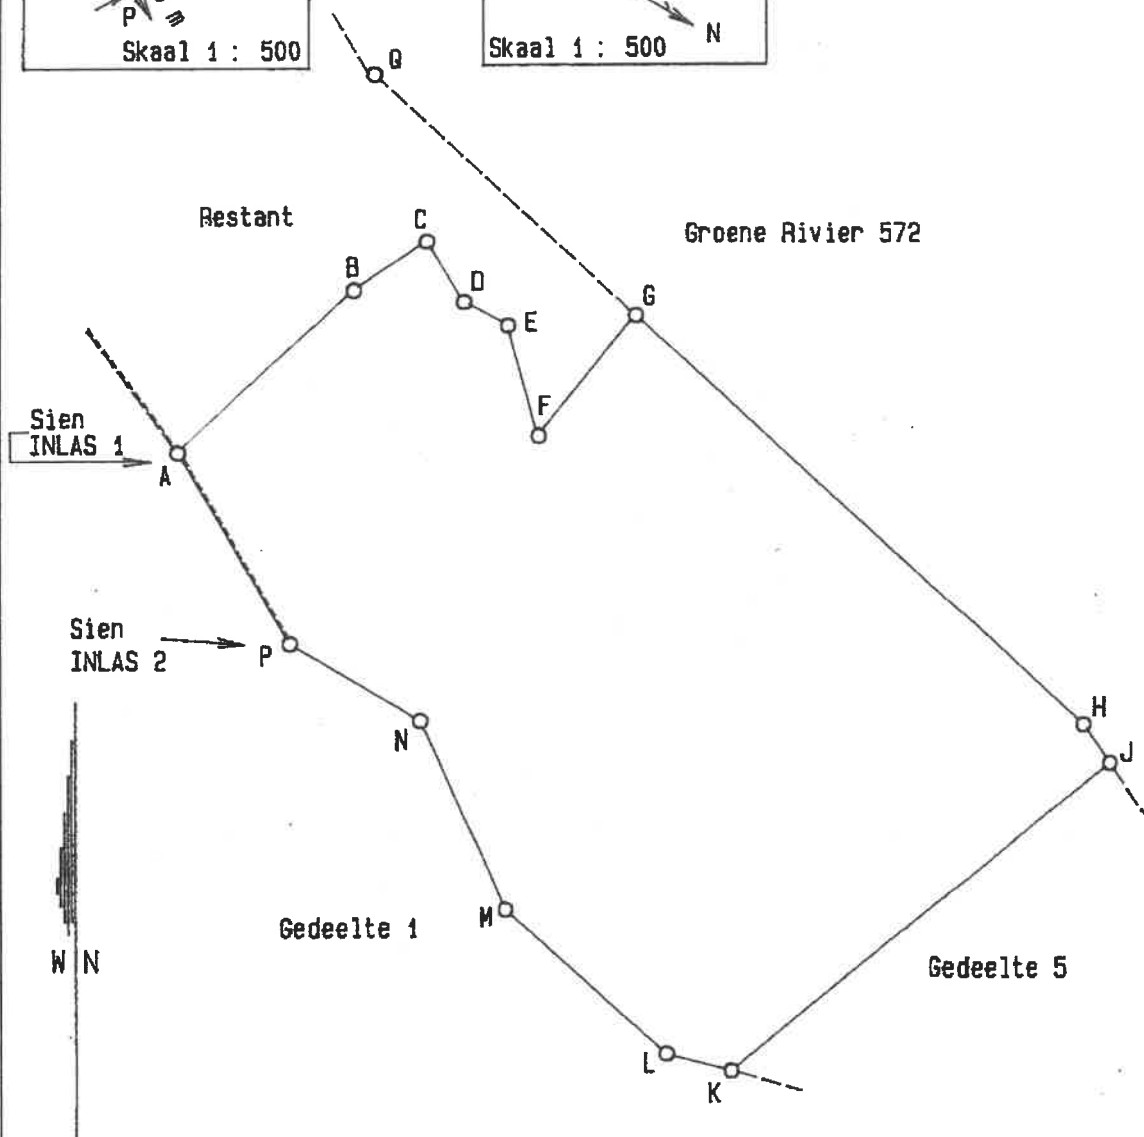 P
m
Skaal 1 : 500
N
Skaal 1 : 500
Q
Restant
C
Groene Rivier 572
B
D
G
E
F
Sien
INLAS 1
A
Sien
INLAS 2
P
N
H
J
M
Gedeelte 1
W N
Gedeelte 5
L
K